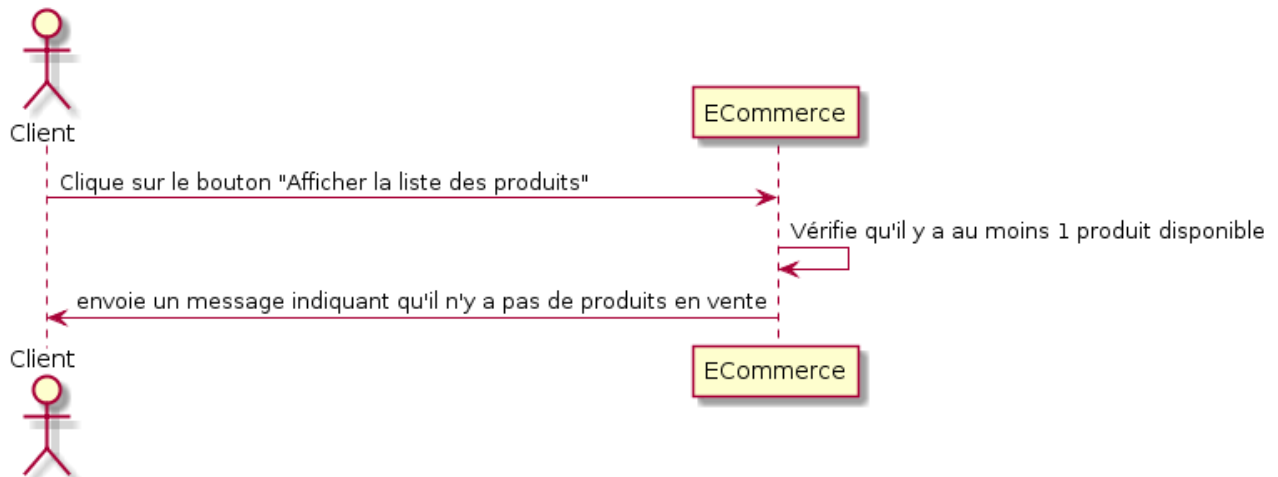 Client
ECommerce
Clique sur le bouton "Afficher la liste des produits"
Vérifie qu'il y a au moins 1 produit disponible
envoie un message indiquant qu'il n'y a pas de produits en vente
Client
ECommerce